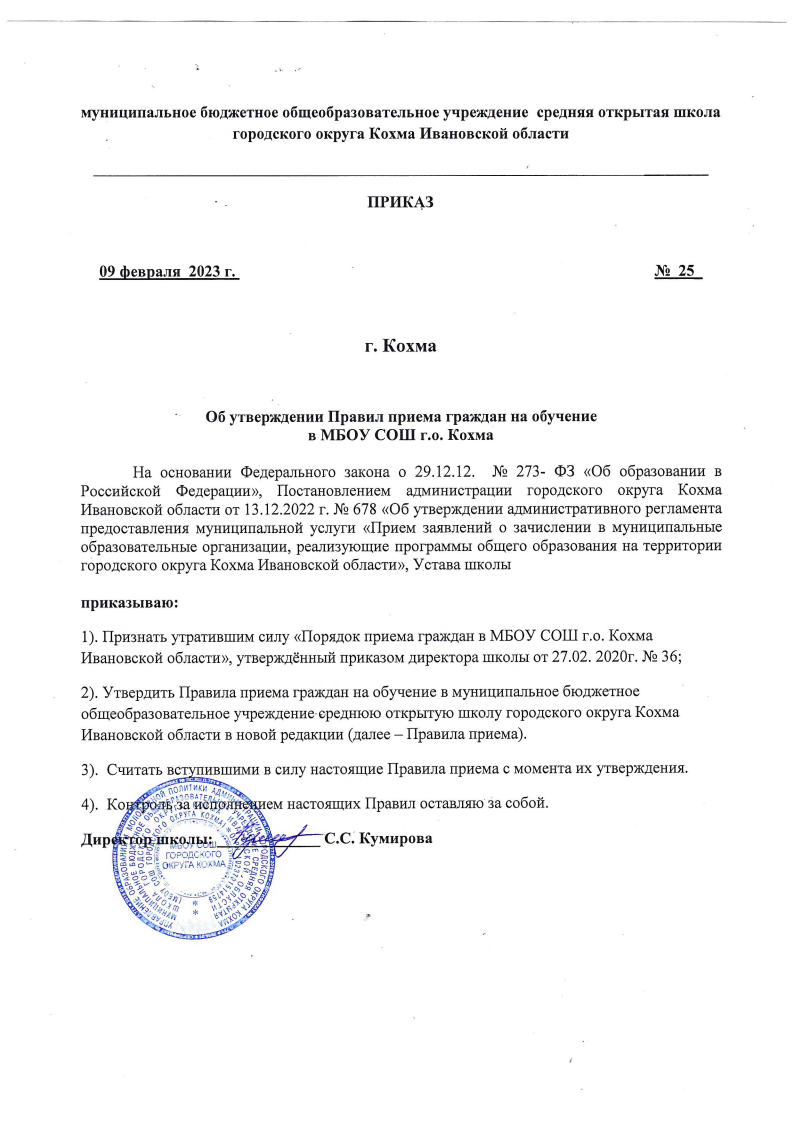 муниципальное бюджетное общеобразовательное учреждение  средняя открытая школа
городского округа Кохма Ивановской области
ПРИКАЗ
09 февраля  2023 г.
№  25
г. Кохма
Об утверждении Правил приема граждан на обучение
в МБОУ СОШ г.о. Кохма
На основании Федерального закона о 29.12.12.  № 273- ФЗ «Об образовании в
Российской Федерации», Постановлением администрации городского округа Кохма
Ивановской области от 13.12.2022 г. № 678 «Об утверждении административного регламента
предоставления муниципальной услуги «Прием заявлений о зачислении в муниципальные
образовательные организации, реализующие программы общего образования на территории
городского округа Кохма Ивановской области», Устава школы
приказываю:
1). Признать утратившим силу «Порядок приема граждан в МБОУ СОШ г.о. Кохма
Ивановской области», утверждённый приказом директора школы от 27.02. 2020г. № 36;
2). Утвердить Правила приема граждан на обучение в муниципальное бюджетное
общеобразовательное учреждение среднюю открытую школу городского округа Кохма
Ивановской области в новой редакции (далее – Правила приема).
3).  Считать вступившими в силу настоящие Правила приема с момента их утверждения.
4).  Контроль за исполнением настоящих Правил оставляю за собой.
Директор школы: С.С. Кумирова
МБОУ СОШ
ГОРОДСКОГО
ОКРУГА КОХМА